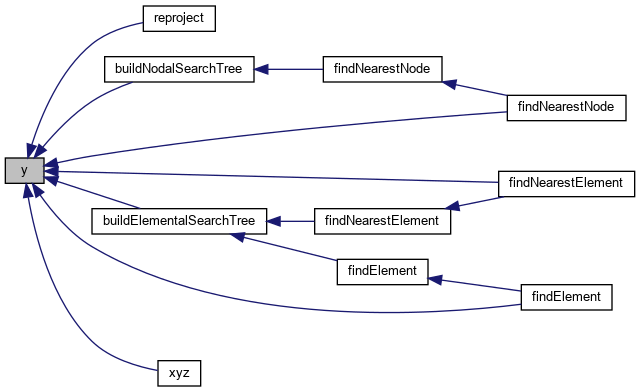 reproject
buildNodalSearchTree
findNearestNode
findNearestNode
y
findNearestElement
buildElementalSearchTree
findNearestElement
findElement
findElement
xyz